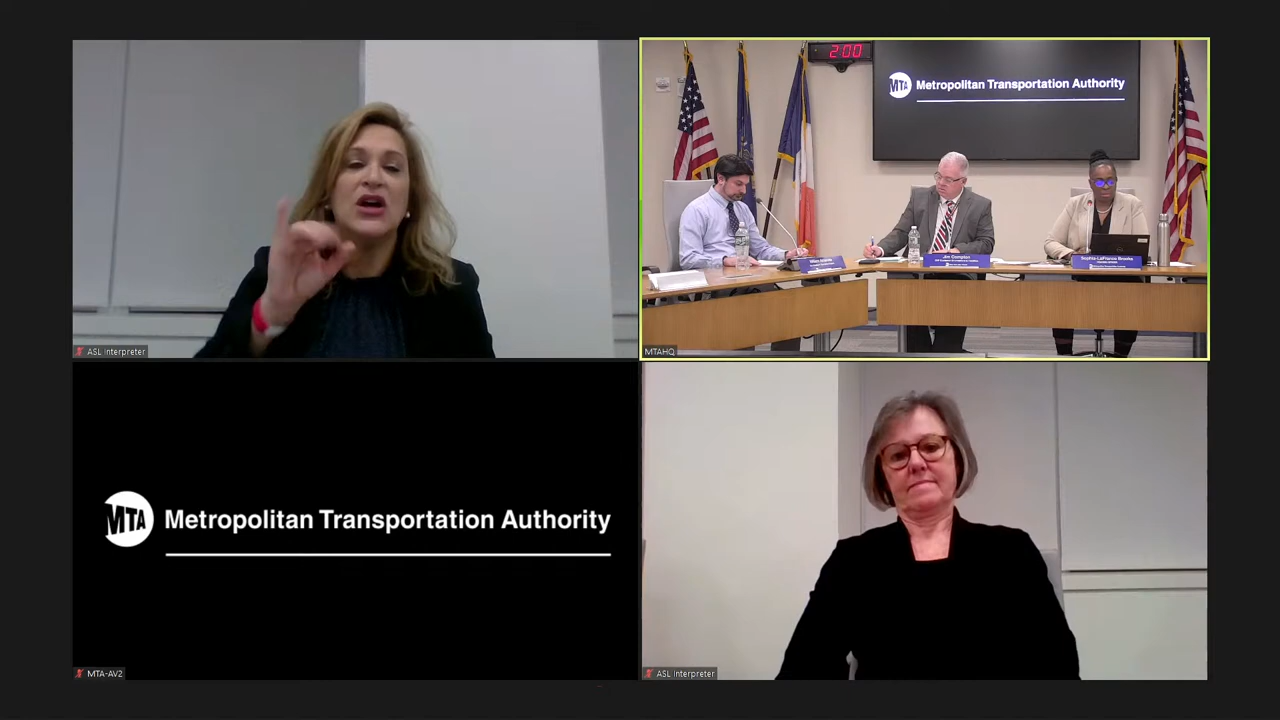 ASL Interpreter
2:00
MTA Metropolitan Transportation Authority
Jim Compton
Sophia-LaFrance Brooks
MTAHQ
MTA Metropolitan Transportation Authority
MTA-AV2
ASL Interpreter